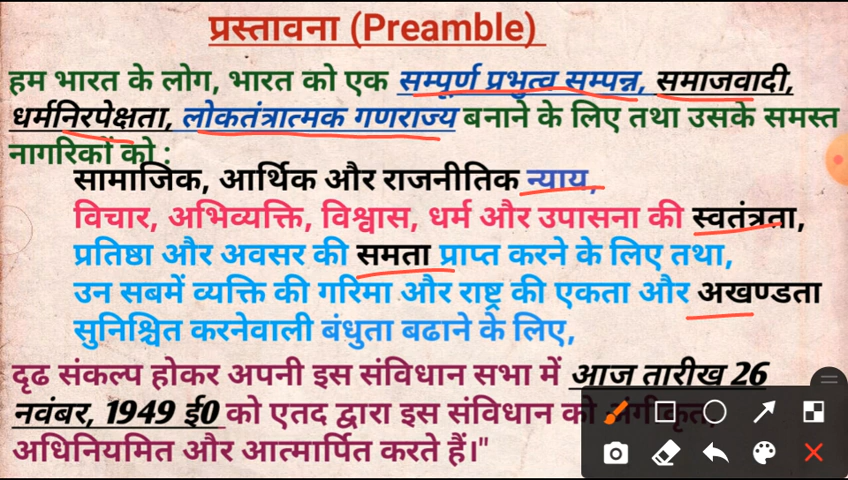 प्रस्तावना (Preamble)
हम भारत के लोग, भारत को एक सम्पूर्ण प्रभुत्व सम्पन्न, समाजवादी,
धर्मनिरपेक्षता, लोकतंत्रात्मक गणराज्य बनाने के लिए तथा उसके समस्त
नागरिकों को :
सामाजिक, आर्थिक और राजनीतिक न्याय,
विचार, अभिव्यक्ति, विश्वास, धर्म और उपासना की स्वतंत्रता,
प्रतिष्ठा और अवसर की समता प्राप्त करने के लिए तथा,
उन सबमें व्यक्ति की गरिमा और राष्ट्र की एकता और अखण्डता
सुनिश्चित करनेवाली बंधुता बढाने के लिए,
दृढ संकल्प होकर अपनी इस संविधान सभा में आज तारीख 26
नवंबर, 1949 ई0 को एतद द्वारा इस संविधान को अंगीकृत,
अधिनियमित और आत्मार्पित करते हैं।"